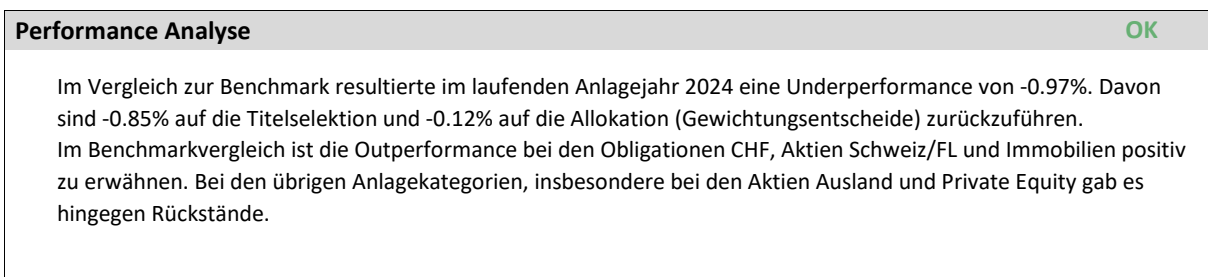 Performance Analyse OK
Im Vergleich zur Benchmark resultierte im laufenden Anlagejahr 2024 eine Underperformance von -0.97%. Davon
sind -0.85% auf die Titelselektion und -0.12% auf die Allokation (Gewichtungsentscheide) zurückzuführen.
Im Benchmarkvergleich ist die Outperformance bei den Obligationen CHF, Aktien Schweiz/FL und Immobilien positiv
zu erwähnen. Bei den übrigen Anlagekategorien, insbesondere bei den Aktien Ausland und Private Equity gab es
hingegen Rückstände.